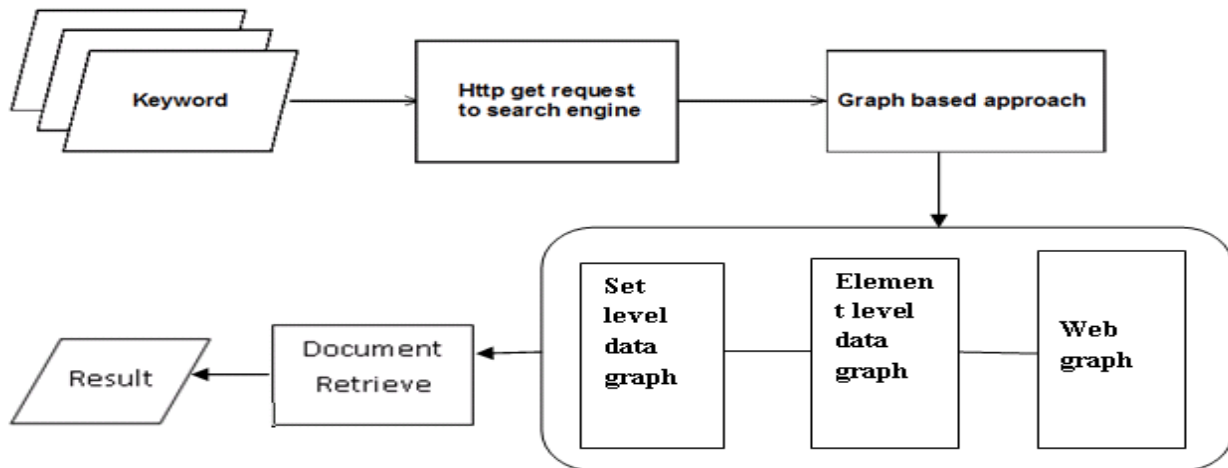 Keyword
Http get request
to search engine
Graph based approach
Set
level
data
graph
Elemen
t level
data
graph
Web
graph
Document
Retrieve
Result